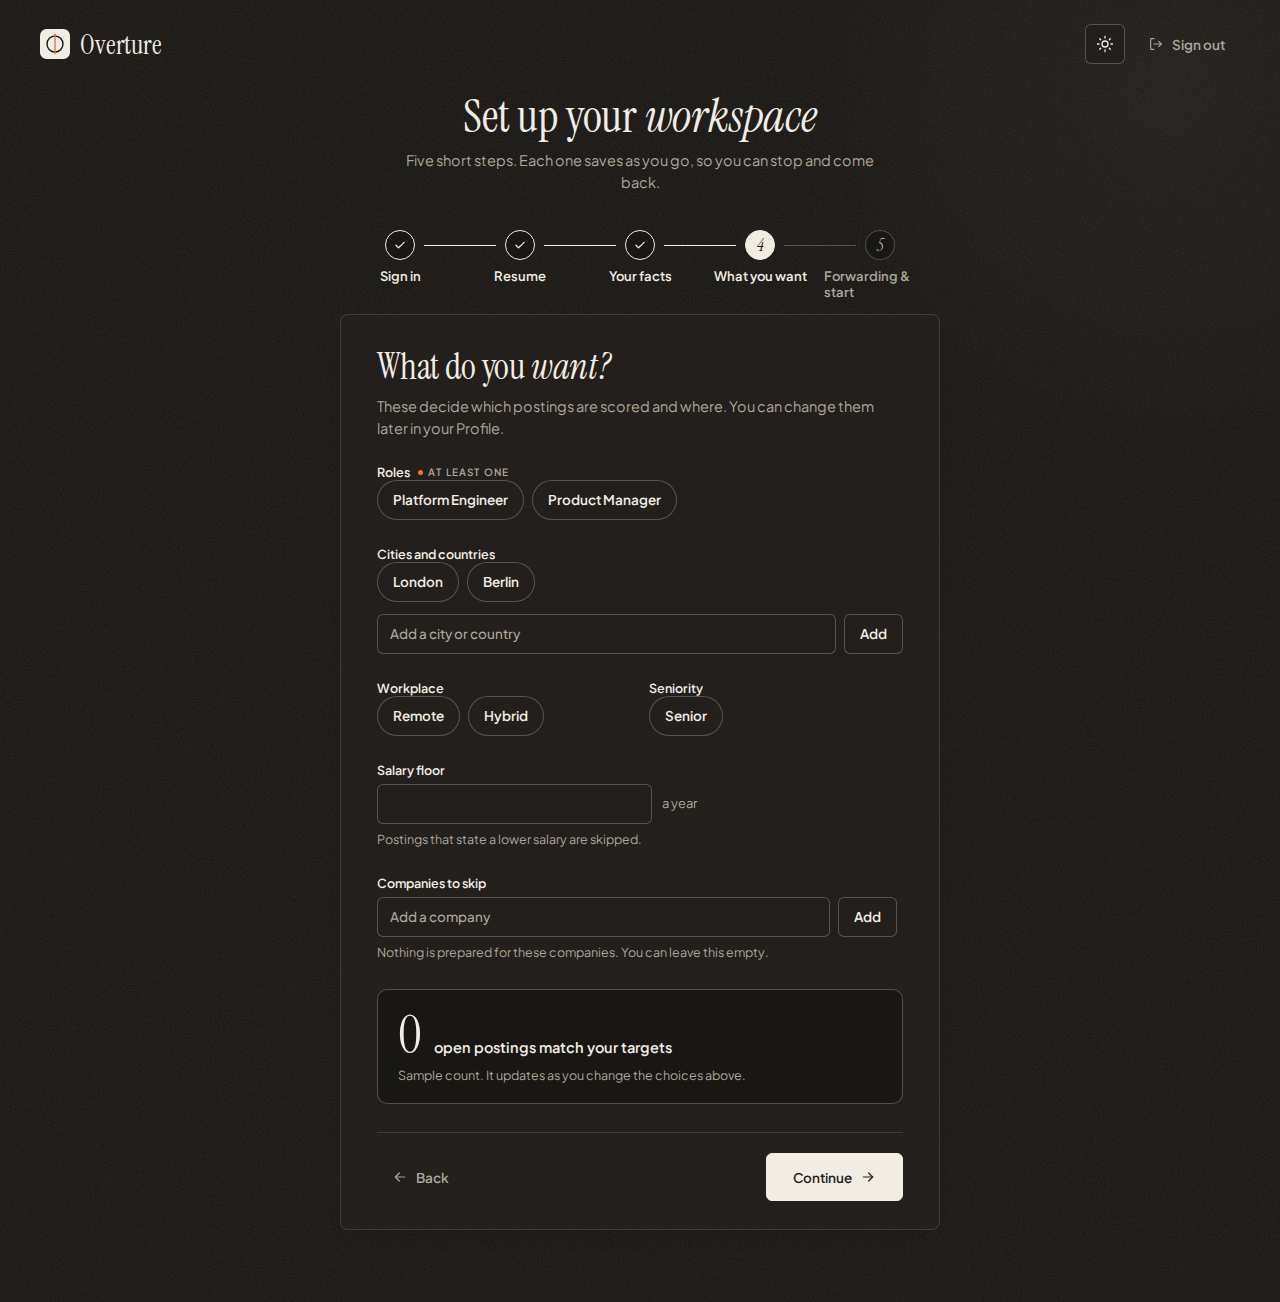 Overture
Sign out
Set up your workspace
Five short steps. Each one saves as you go, so you can stop and come
back.
4
5
Sign in
Resume
Your facts
What you want
Forwarding &
start
What do you want?
These decide which postings are scored and where. You can change them
later in your Profile.
Roles
AT LEAST ONE
Platform Engineer
Product Manager
Cities and countries
London
Berlin
Add a city or country
Add
Workplace
Seniority
Remote
Hybrid
Senior
Salary floor
a year
Postings that state a lower salary are skipped.
Companies to skip
Add a company
Add
Nothing is prepared for these companies. You can leave this empty.
0 open postings match your targets
Sample count. It updates as you change the choices above.
Back
Continue